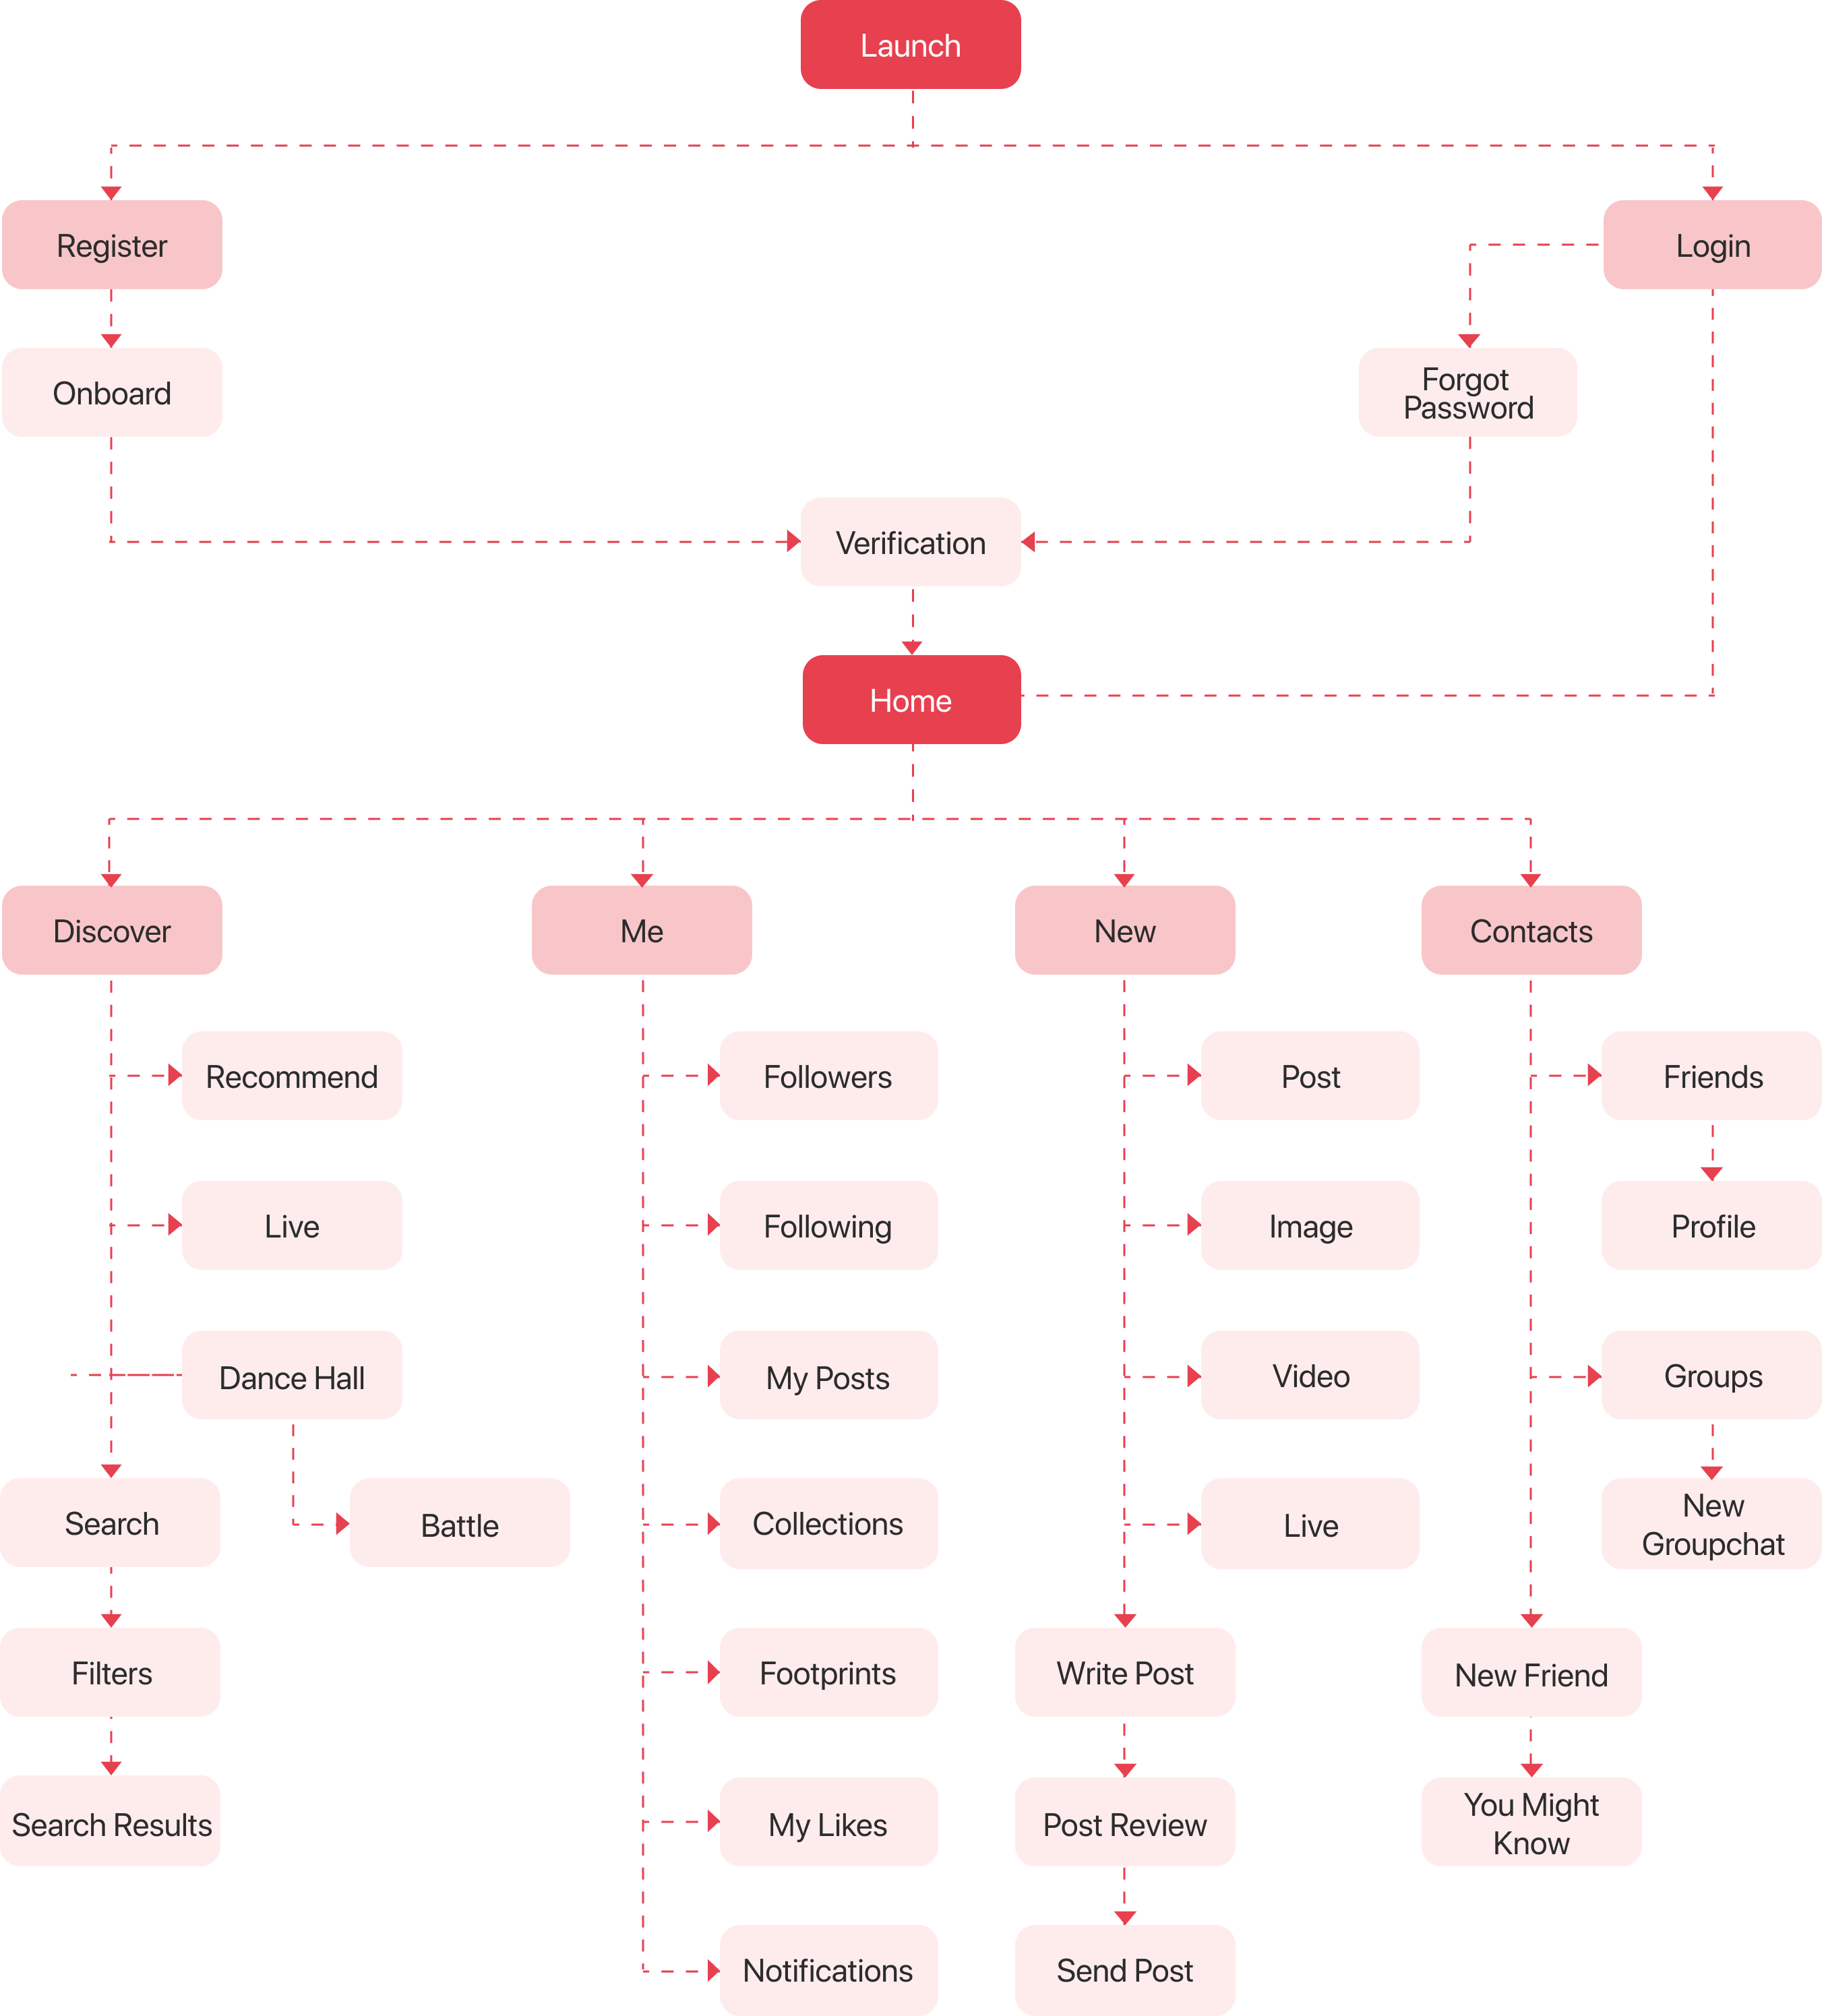 Launch
Register
Login
Onboard
Forgot
Password
Verification
Home
Discover
Me
New
Contacts
Recommend
Followers
Post
Friends
Live
Following
Image
Profile
Dance Hall
My Posts
Video
Groups
Search
Battle
Collections
Live
New
Groupchat
Filters
Footprints
Write Post
New Friend
Search Results
My Likes
Post Review
You Might
Know
Notifications
Send Post